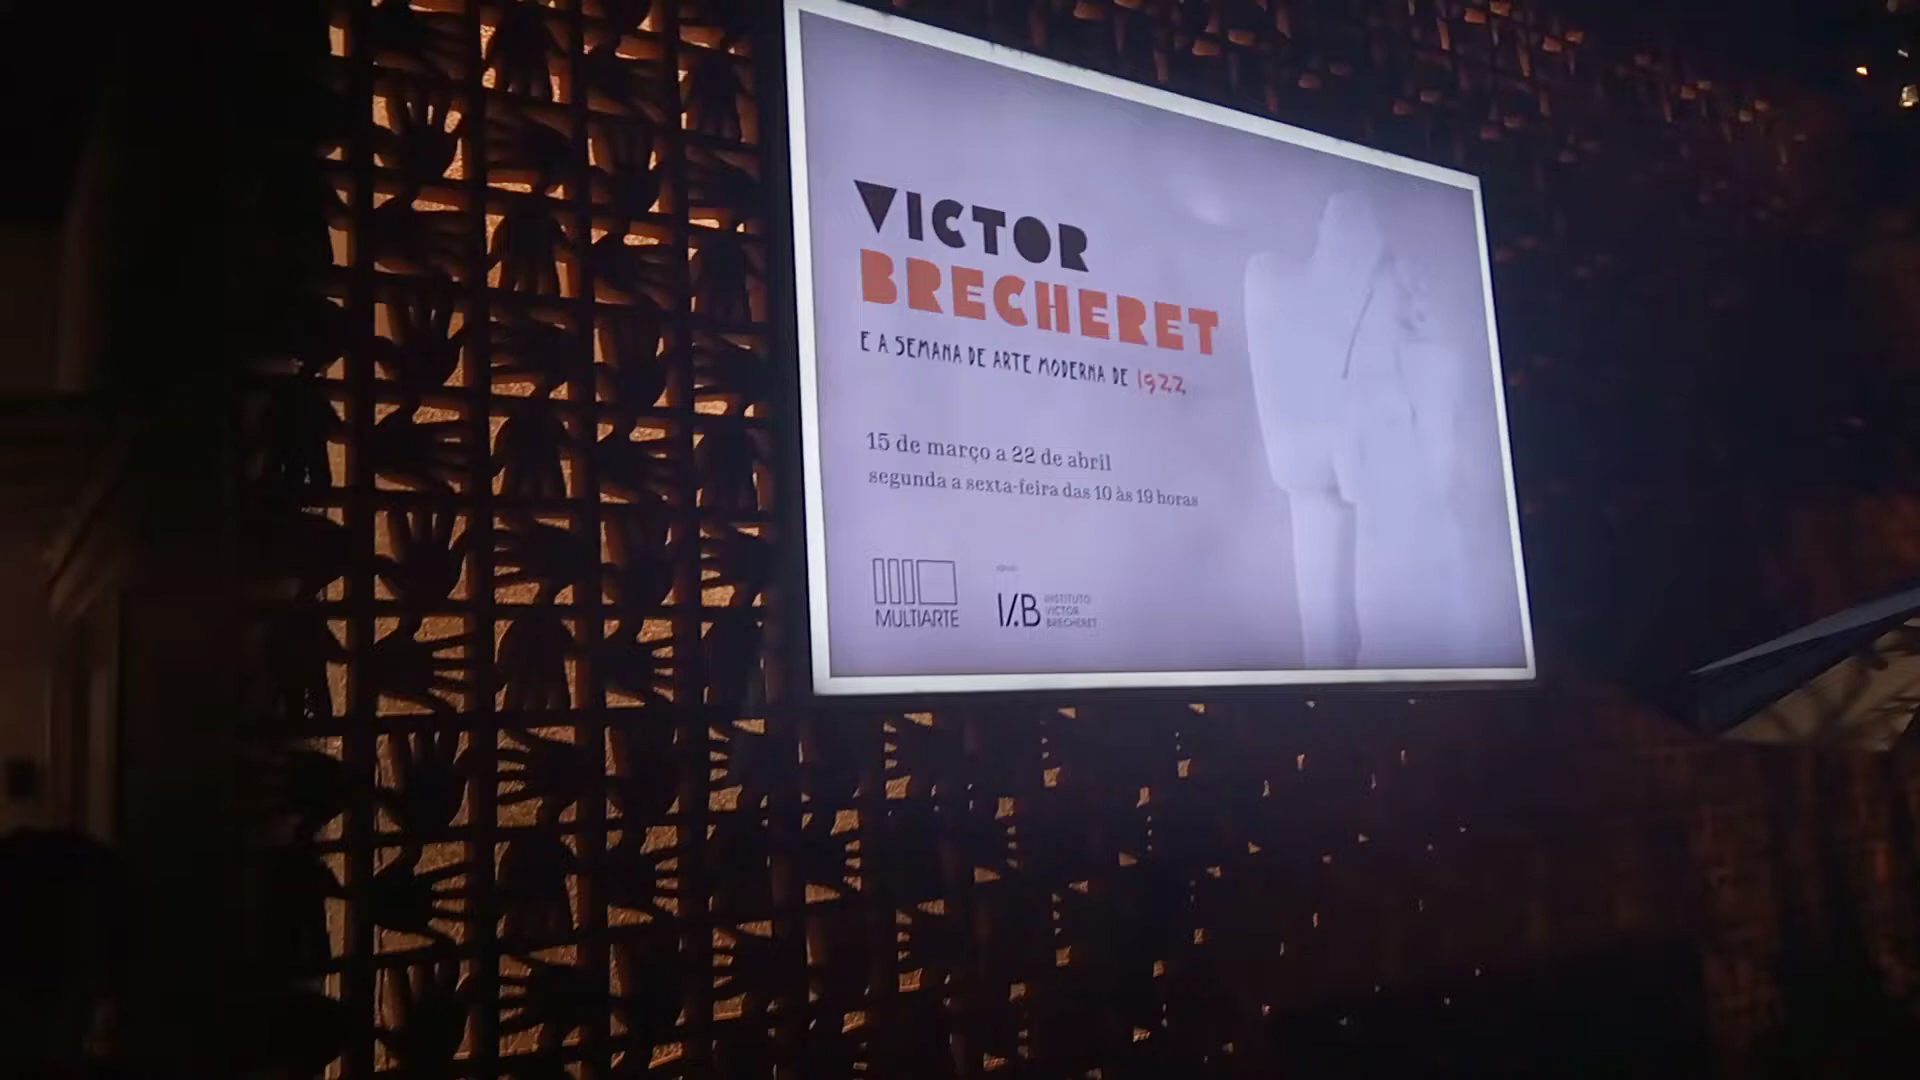 VICTOR
BRECHERET
E A SEMANA DE ARTE MODERNA DE 1922
15 de março a 22 de abril
segunda a sexta-feira das 10 às 19 horas
MULTIARTE
IVB
INSTITUTO
VICTOR
BRECHERET